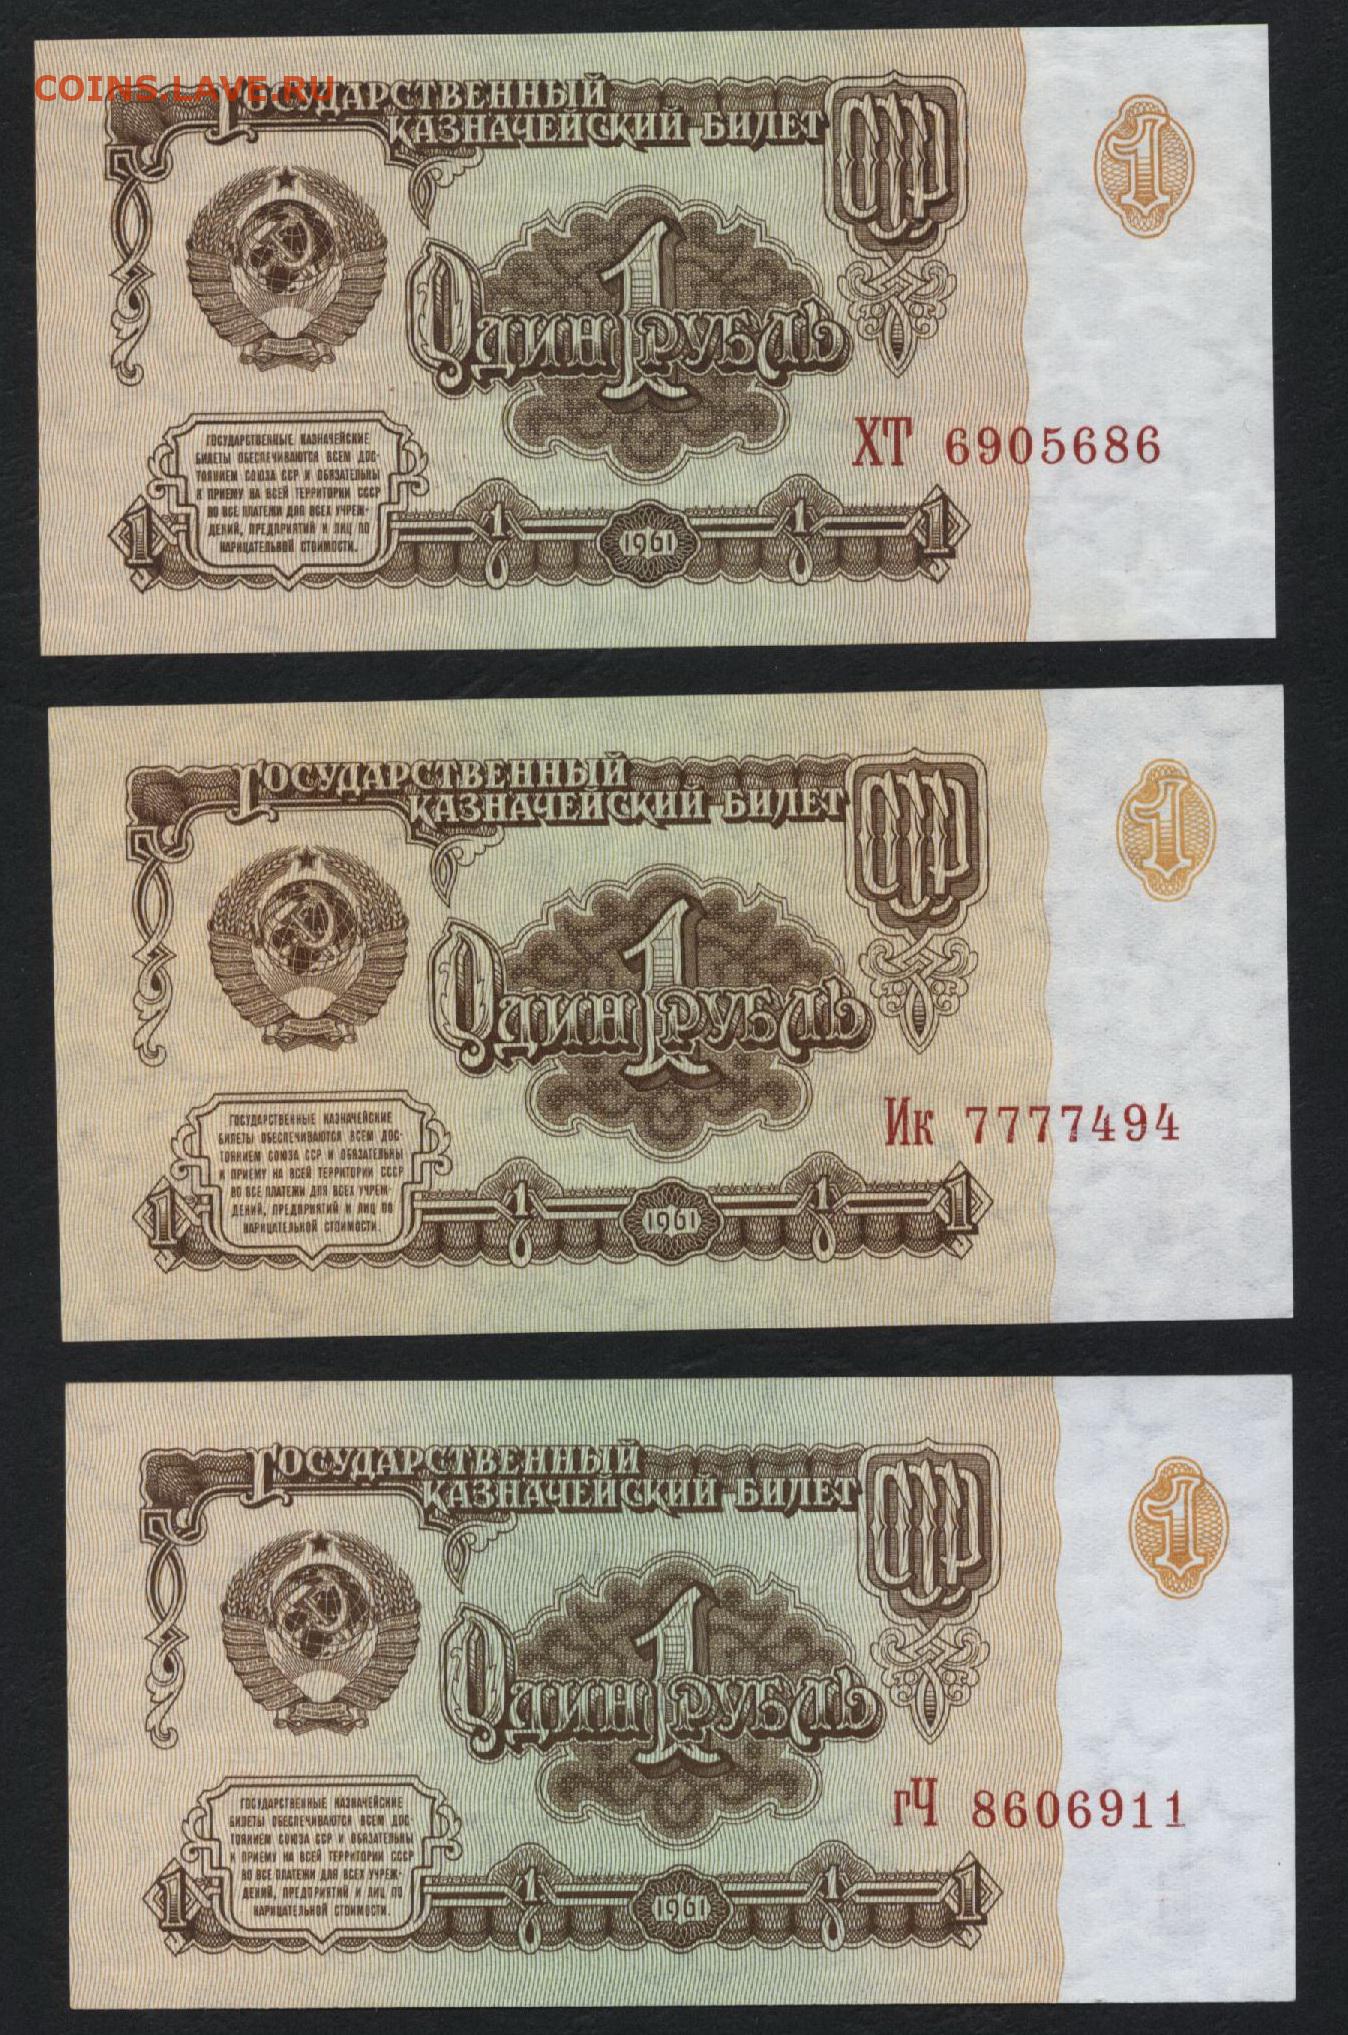 COINS.LAVE.RU
ГОСУДАРСТВЕННЫЙ
КАЗНАЧЕЙСКИЙ БИЛЕТ
1
1
ОДИН РУБЛЬ
ХТ 6905686
ГОСУДАРСТВЕННЫЕ КАЗНАЧЕЙСКИЕ
БИЛЕТЫ ОБЕСПЕЧИВАЮТСЯ ВСЕМ ДОС-
ТОЯНИЕМ СОЮЗА ССР И ОБЯЗАТЕЛЬНЫ
К ПРИЕМУ НА ВСЕЙ ТЕРРИТОРИИ СССР
ВО ВСЕ ПЛАТЕЖИ ДЛЯ ВСЕХ УЧРЕЖ-
ДЕНИЙ, ПРЕДПРИЯТИЙ И ЛИЦ ПО
НАРИЦАТЕЛЬНОЙ СТОИМОСТИ.
1 1 1961 1 1
ГОСУДАРСТВЕННЫЙ
КАЗНАЧЕЙСКИЙ БИЛЕТ
1
1
ОДИН РУБЛЬ
Ик 7777494
ГОСУДАРСТВЕННЫЕ КАЗНАЧЕЙСКИЕ
БИЛЕТЫ ОБЕСПЕЧИВАЮТСЯ ВСЕМ ДОС-
ТОЯНИЕМ СОЮЗА ССР И ОБЯЗАТЕЛЬНЫ
К ПРИЕМУ НА ВСЕЙ ТЕРРИТОРИИ СССР
ВО ВСЕ ПЛАТЕЖИ ДЛЯ ВСЕХ УЧРЕЖ-
ДЕНИЙ, ПРЕДПРИЯТИЙ И ЛИЦ ПО
НАРИЦАТЕЛЬНОЙ СТОИМОСТИ.
1 1 1961 1 1
ГОСУДАРСТВЕННЫЙ
КАЗНАЧЕЙСКИЙ БИЛЕТ
1
1
ОДИН РУБЛЬ
гЧ 8606911
ГОСУДАРСТВЕННЫЕ КАЗНАЧЕЙСКИЕ
БИЛЕТЫ ОБЕСПЕЧИВАЮТСЯ ВСЕМ ДОС-
ТОЯНИЕМ СОЮЗА ССР И ОБЯЗАТЕЛЬНЫ
К ПРИЕМУ НА ВСЕЙ ТЕРРИТОРИИ СССР
ВО ВСЕ ПЛАТЕЖИ ДЛЯ ВСЕХ УЧРЕЖ-
ДЕНИЙ, ПРЕДПРИЯТИЙ И ЛИЦ ПО
НАРИЦАТЕЛЬНОЙ СТОИМОСТИ.
1 1 1961 1 1